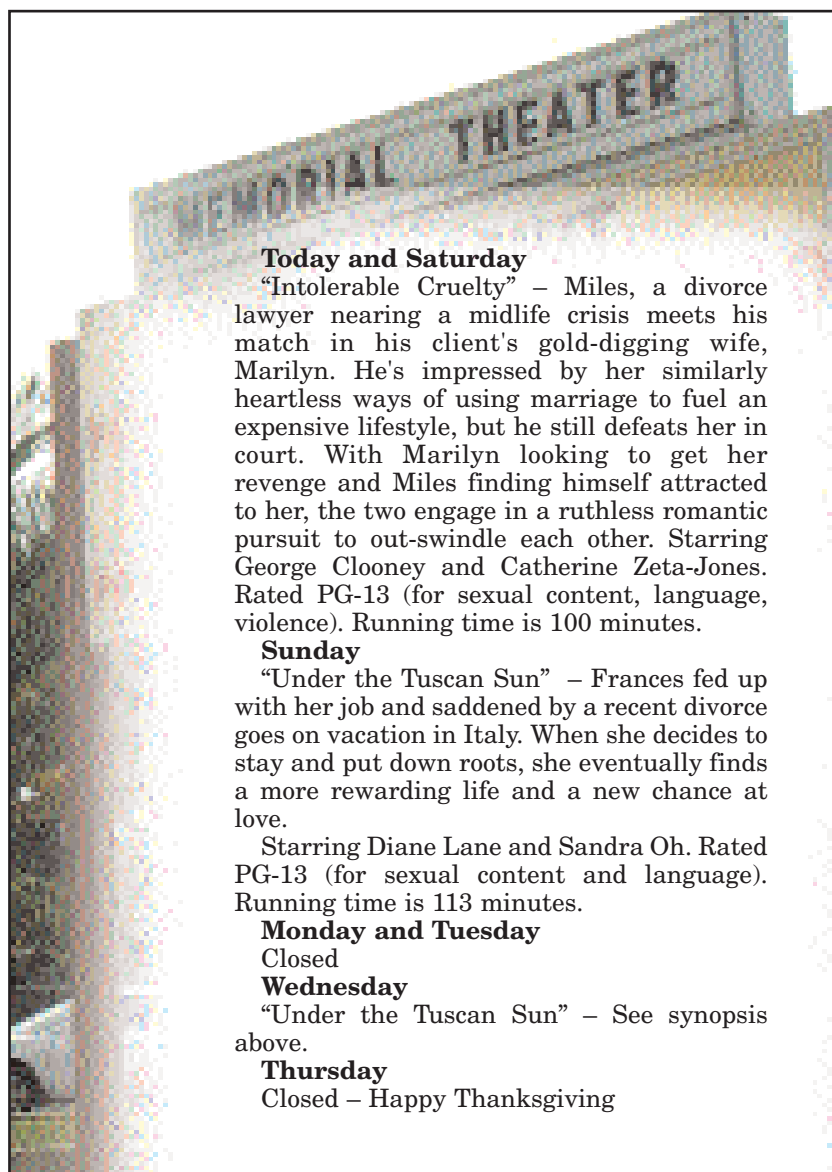 MEMORIAL THEATER
Today and Saturday
“Intolerable Cruelty” – Miles, a divorce
lawyer nearing a midlife crisis meets his
match in his client's gold-digging wife,
Marilyn. He's impressed by her similarly
heartless ways of using marriage to fuel an
expensive lifestyle, but he still defeats her in
court. With Marilyn looking to get her
revenge and Miles finding himself attracted
to her, the two engage in a ruthless romantic
pursuit to out-swindle each other. Starring
George Clooney and Catherine Zeta-Jones.
Rated PG-13 (for sexual content, language,
violence). Running time is 100 minutes.
Sunday
“Under the Tuscan Sun” – Frances fed up
with her job and saddened by a recent divorce
goes on vacation in Italy. When she decides to
stay and put down roots, she eventually finds
a more rewarding life and a new chance at
love.
Starring Diane Lane and Sandra Oh. Rated
PG-13 (for sexual content and language).
Running time is 113 minutes.
Monday and Tuesday
Closed
Wednesday
“Under the Tuscan Sun” – See synopsis
above.
Thursday
Closed – Happy Thanksgiving